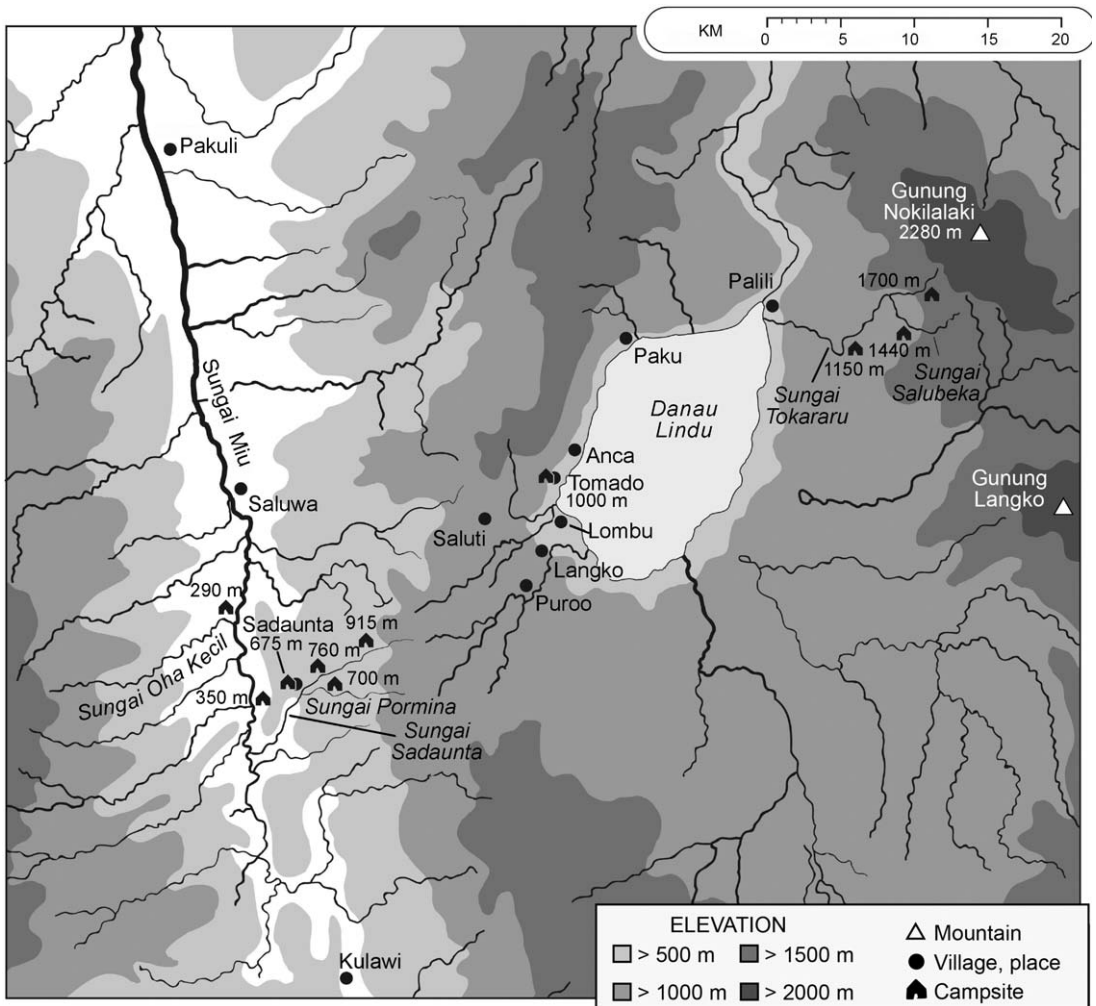 KM 0 5 10 15 20
Pakuli
Gunung
Nokilalaki
2280 m
1700 m
Palili
Paku
1440 m
1150 m
Sungai
Salubeka
Sungai
Tokararu
Sungai Miu
Danau
Lindu
Anca
Tomado
1000 m
Gunung
Langko
Saluwa
Saluti
Lombu
Langko
Puroo
290 m
Sadaunta
675 m
915 m
760 m
700 m
350 m
Sungai Oha Kecil
Sungai Pormina
Sungai
Sadaunta
Kulawi
ELEVATION
> 500 m
> 1500 m
> 1000 m
> 2000 m
Mountain
Village, place
Campsite